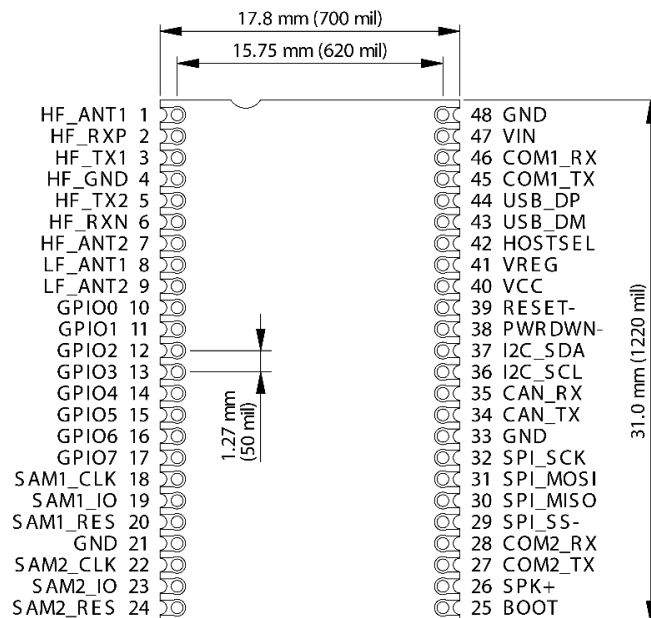 17.8 mm (700 mil)
15.75 mm (620 mil)
HF_ANT1 1
HF_RXP 2
HF_TX1 3
HF_GND 4
HF_TX2 5
HF_RXN 6
HF_ANT2 7
LF_ANT1 8
LF_ANT2 9
GPIO0 10
GPIO1 11
GPIO2 12
GPIO3 13
GPIO4 14
GPIO5 15
GPIO6 16
GPIO7 17
SAM1_CLK 18
SAM1_IO 19
SAM1_RES 20
GND 21
SAM2_CLK 22
SAM2_IO 23
SAM2_RES 24
1.27 mm
(50 mil)
48 GND
47 VIN
46 COM1_RX
45 COM1_TX
44 USB_DP
43 USB_DM
42 HOSTSEL
41 VREG
40 VCC
39 RESET-
38 PWRDWN-
37 I2C_SDA
36 I2C_SCL
35 CAN_RX
34 CAN_TX
33 GND
32 SPI_SCK
31 SPI_MOSI
30 SPI_MISO
29 SPI_SS-
28 COM2_RX
27 COM2_TX
26 SPK+
25 BOOT
31.0 mm (1220 mil)